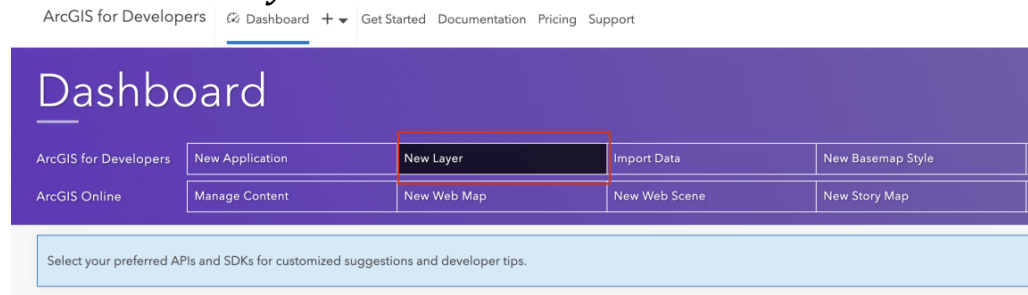 ArcGIS for Developers Dashboard + Get Started Documentation Pricing Support
Dashboard
ArcGIS for Developers New Application New Layer Import Data New Basemap Style
ArcGIS Online Manage Content New Web Map New Web Scene New Story Map
Select your preferred APIs and SDKs for customized suggestions and developer tips.